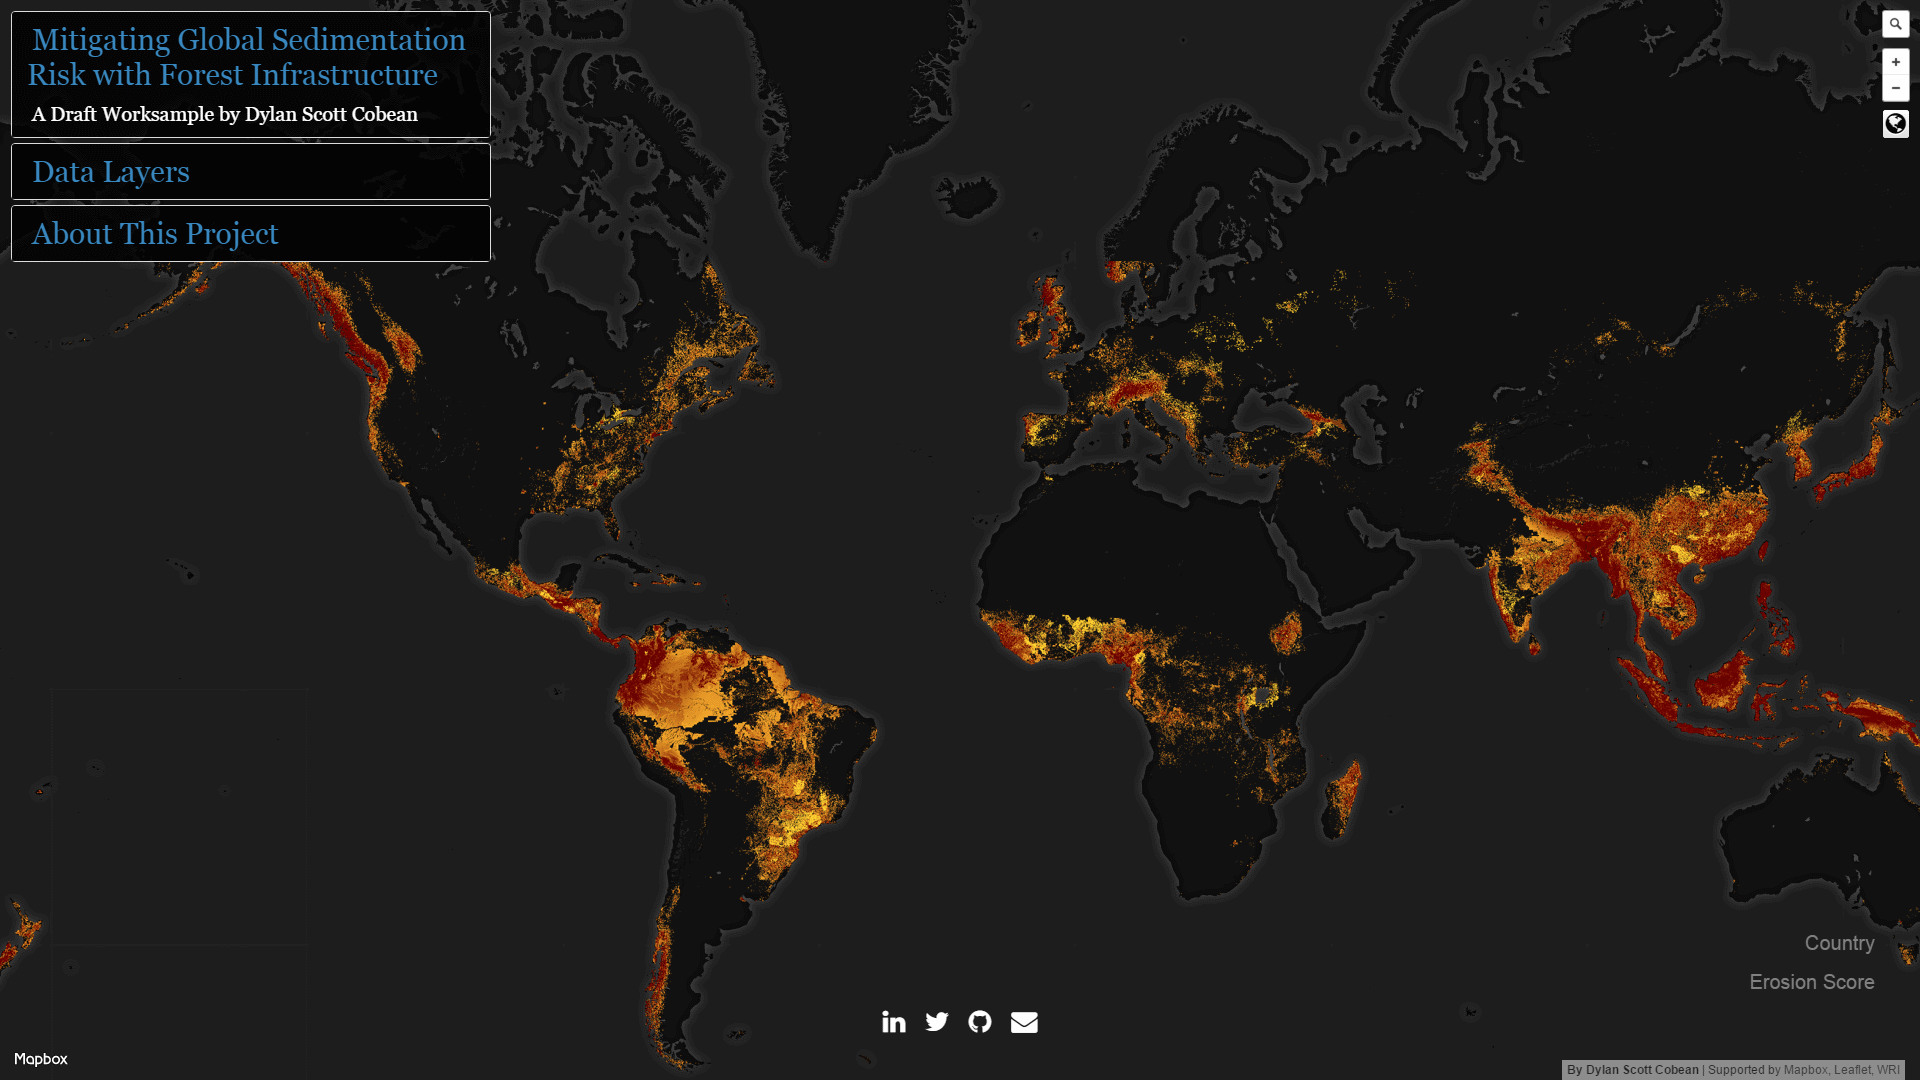 Mitigating Global Sedimentation
Risk with Forest Infrastructure
A Draft Worksample by Dylan Scott Cobean
Data Layers
About This Project
+
−
Country
Erosion Score
in
Mapbox
By Dylan Scott Cobean | Supported by Mapbox, Leaflet, WRI